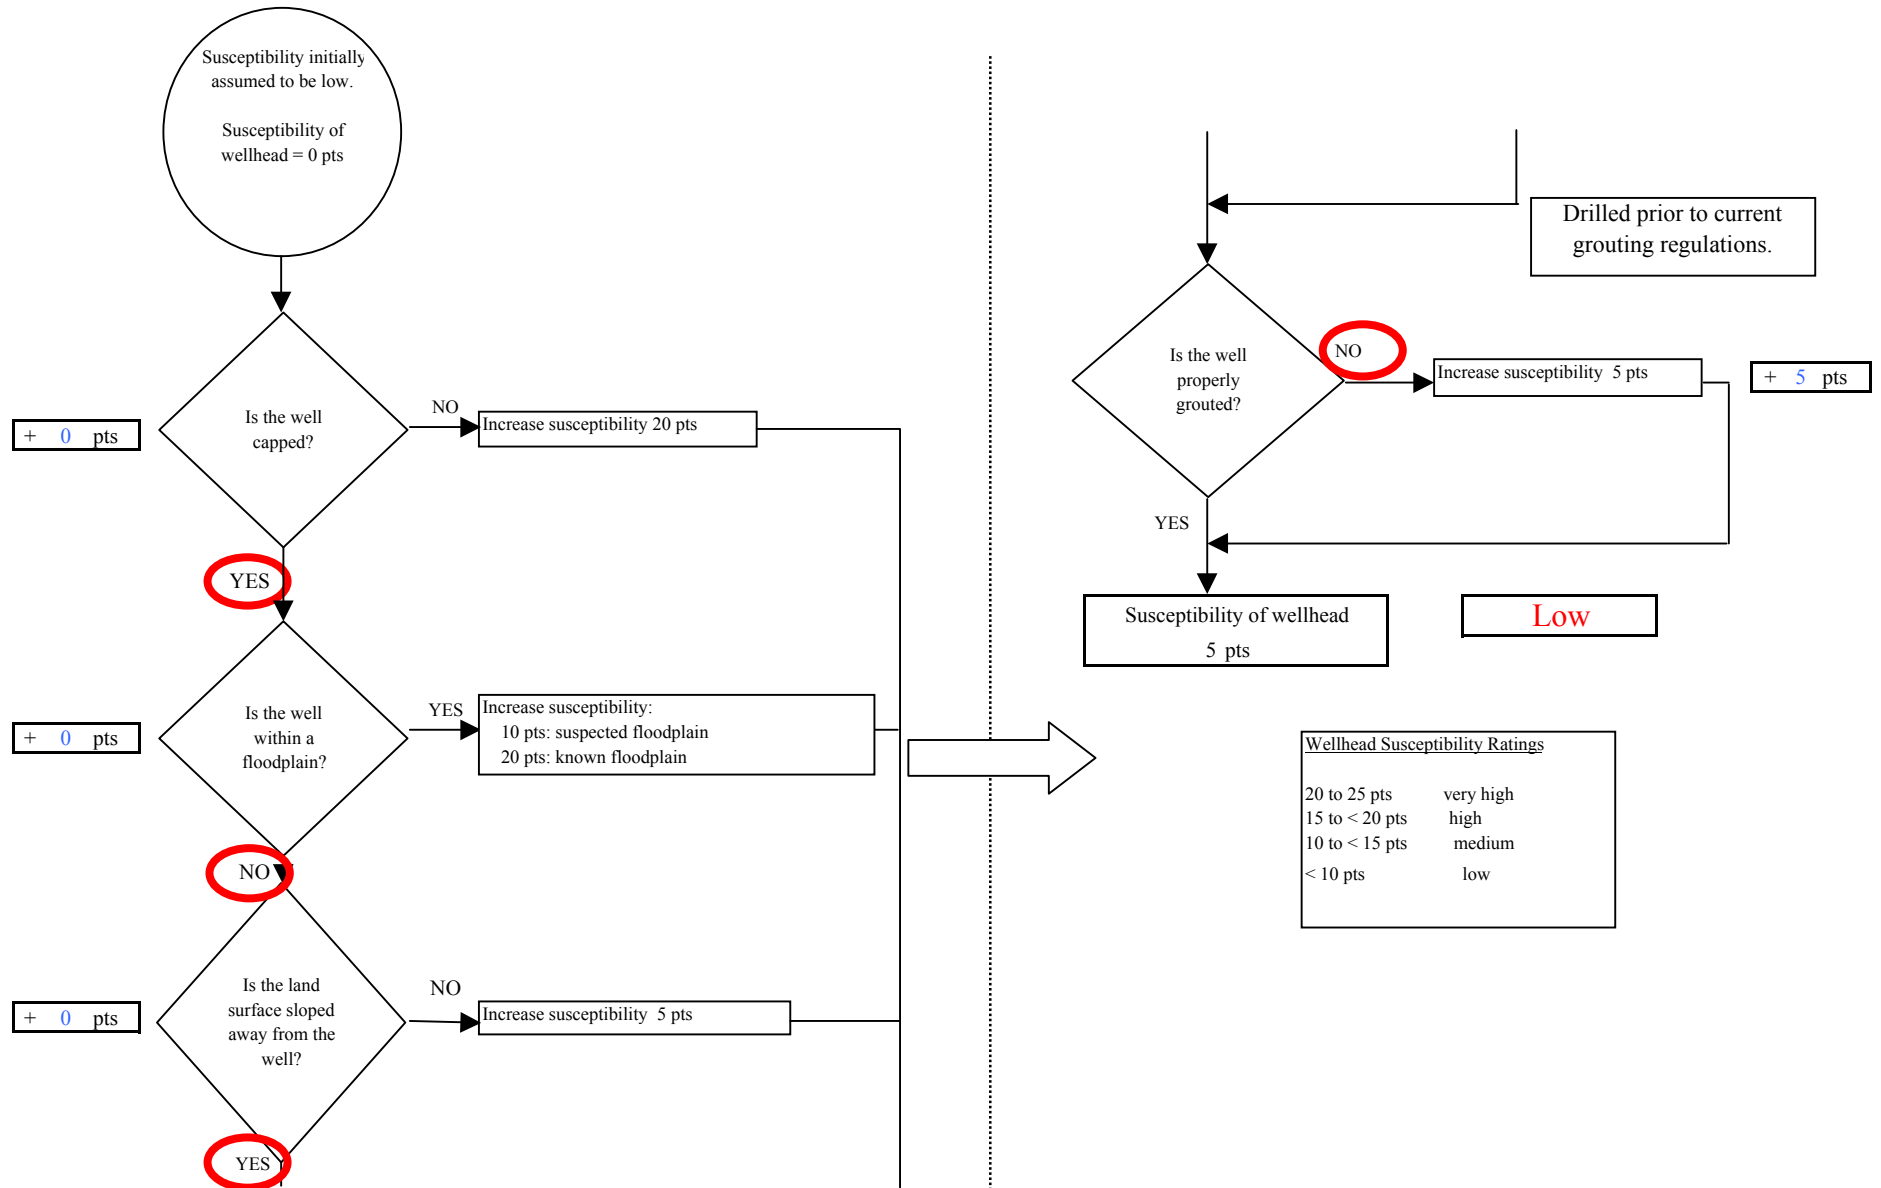 Susceptibility initially
assumed to be low.
Susceptibility of
wellhead = 0 pts
Is the well
capped?
NO
Increase susceptibility 20 pts
+ 0 pts
YES
Is the well
within a
floodplain?
YES
Increase susceptibility:
10 pts: suspected floodplain
20 pts: known floodplain
+ 0 pts
NO
Is the land
surface sloped
away from the
well?
NO
Increase susceptibility 5 pts
+ 0 pts
YES
Drilled prior to current
grouting regulations.
Is the well
properly
grouted?
NO
Increase susceptibility 5 pts
+ 5 pts
YES
Susceptibility of wellhead
5 pts
Low
Wellhead Susceptibility Ratings
20 to 25 pts very high
15 to < 20 pts high
10 to < 15 pts medium
< 10 pts low